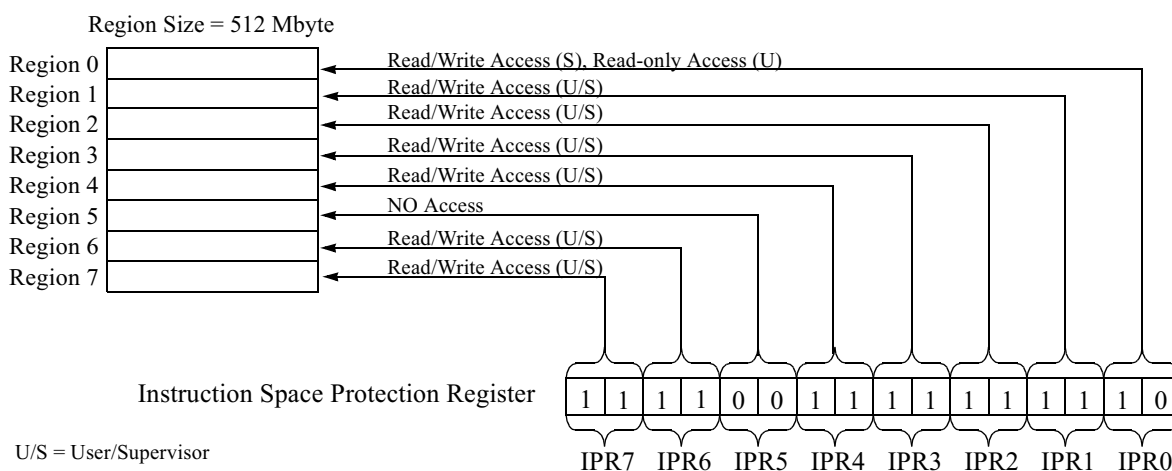 Region Size = 512 Mbyte
Region 0 Read/Write Access (S), Read-only Access (U)
Region 1 Read/Write Access (U/S)
Region 2 Read/Write Access (U/S)
Region 3 Read/Write Access (U/S)
Region 4 Read/Write Access (U/S)
Region 5 NO Access
Region 6 Read/Write Access (U/S)
Region 7 Read/Write Access (U/S)
Instruction Space Protection Register 1 1 1 1 0 0 1 1 1 1 1 1 1 1 1 0
U/S = User/Supervisor IPR7 IPR6 IPR5 IPR4 IPR3 IPR2 IPR1 IPR0